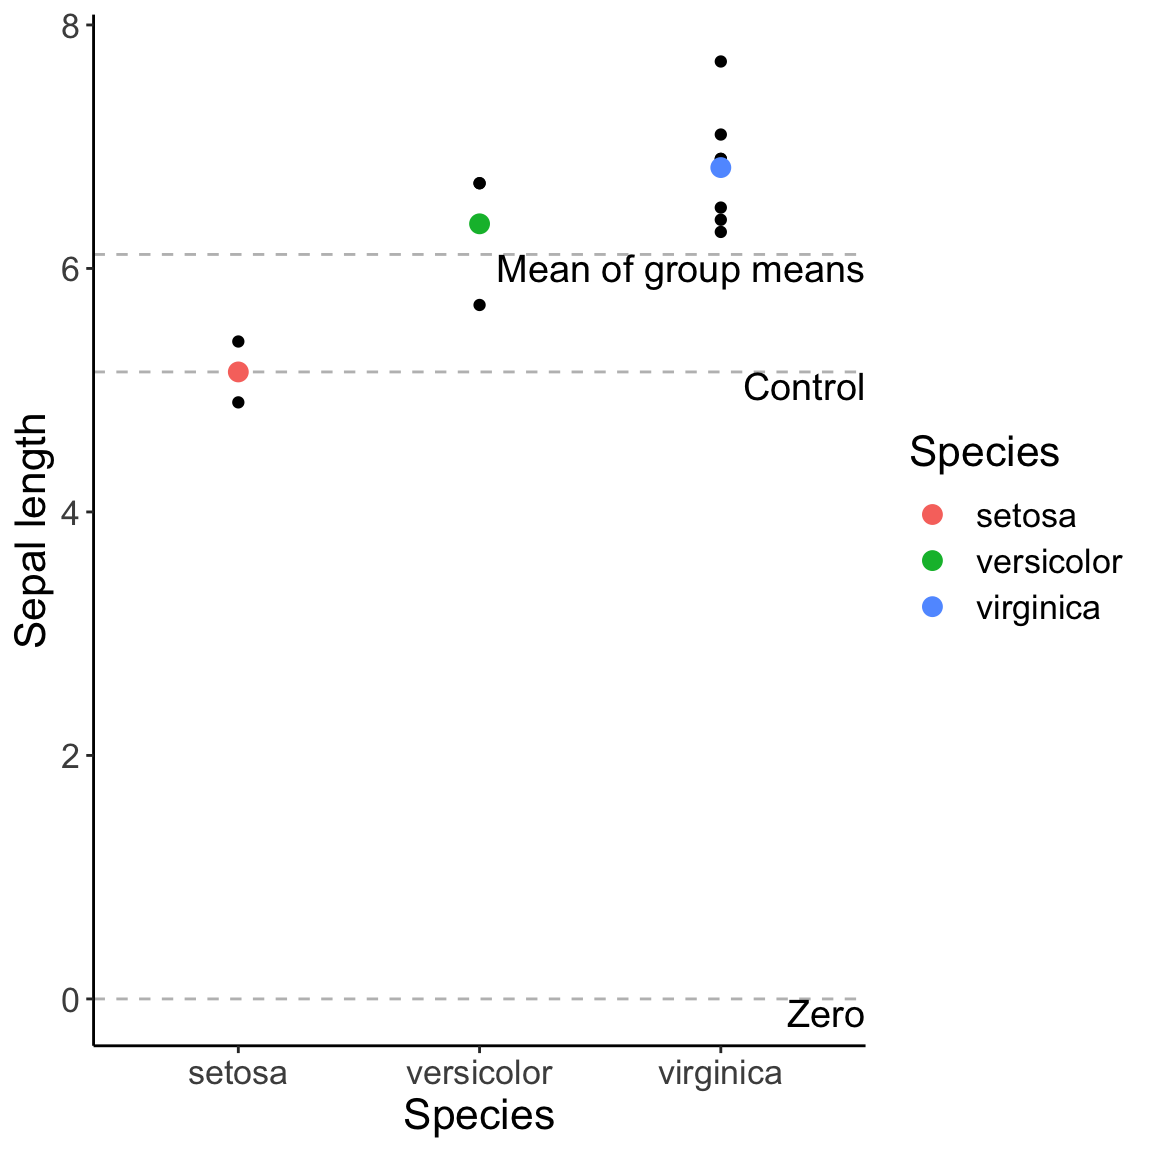 8
6
4
2
0
Sepal length
Mean of group means
Control
Zero
setosa
versicolor
virginica
Species
Species
setosa
versicolor
virginica